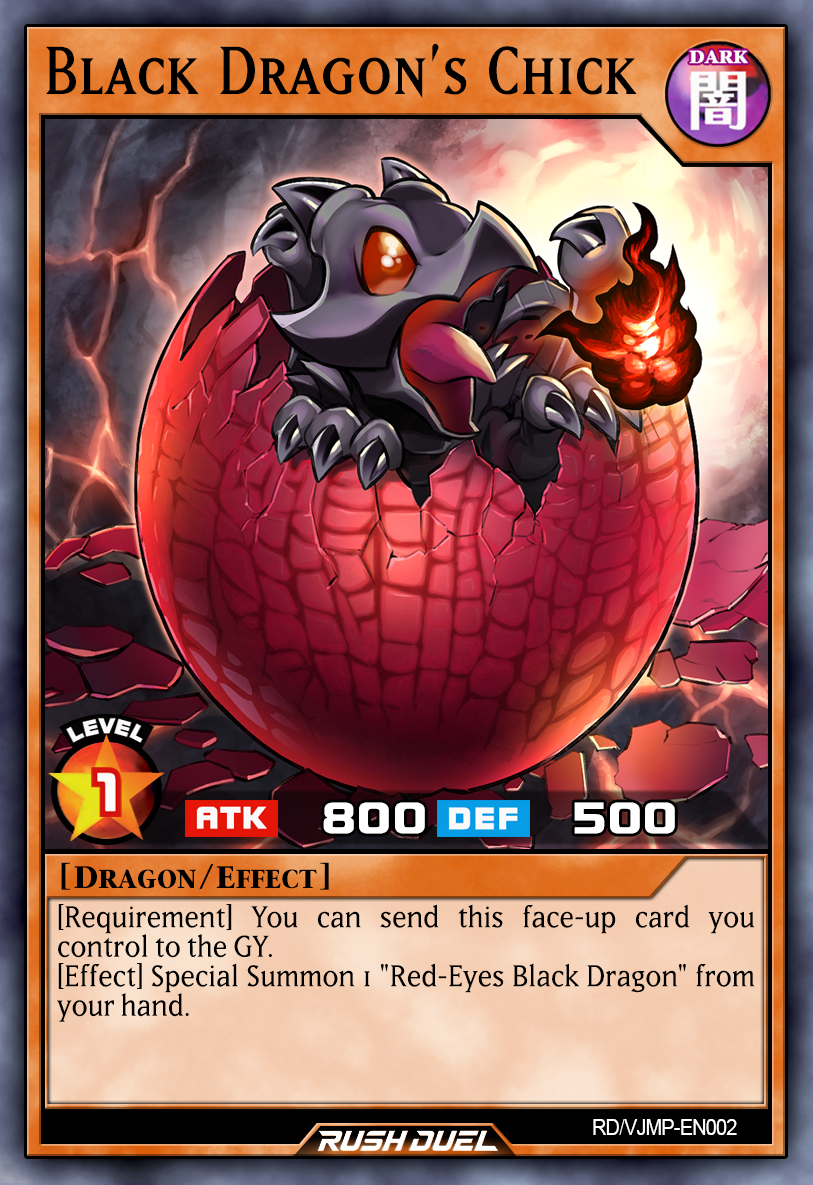 Black Dragon's Chick
DARK
闇
LEVEL
1
ATK 800 DEF 500
[Dragon/Effect]
[Requirement] You can send this face-up card you
control to the GY.
[Effect] Special Summon 1 "Red-Eyes Black Dragon" from
your hand.
RUSH DUEL
RD/VJMP-EN002